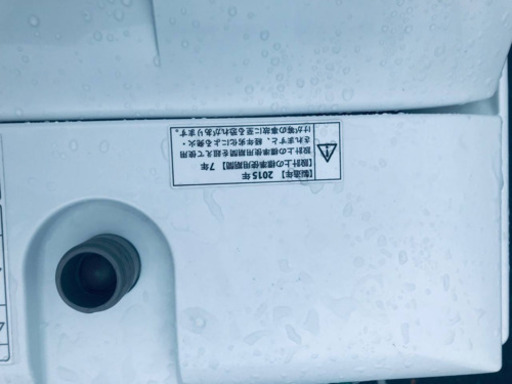 【製造年】 2015年
【設計上の標準使用期間】 7年
設計上の標準使用期間を超えて使用
されますと、経年劣化による発火・
けが等の事故に至る恐れがあります。